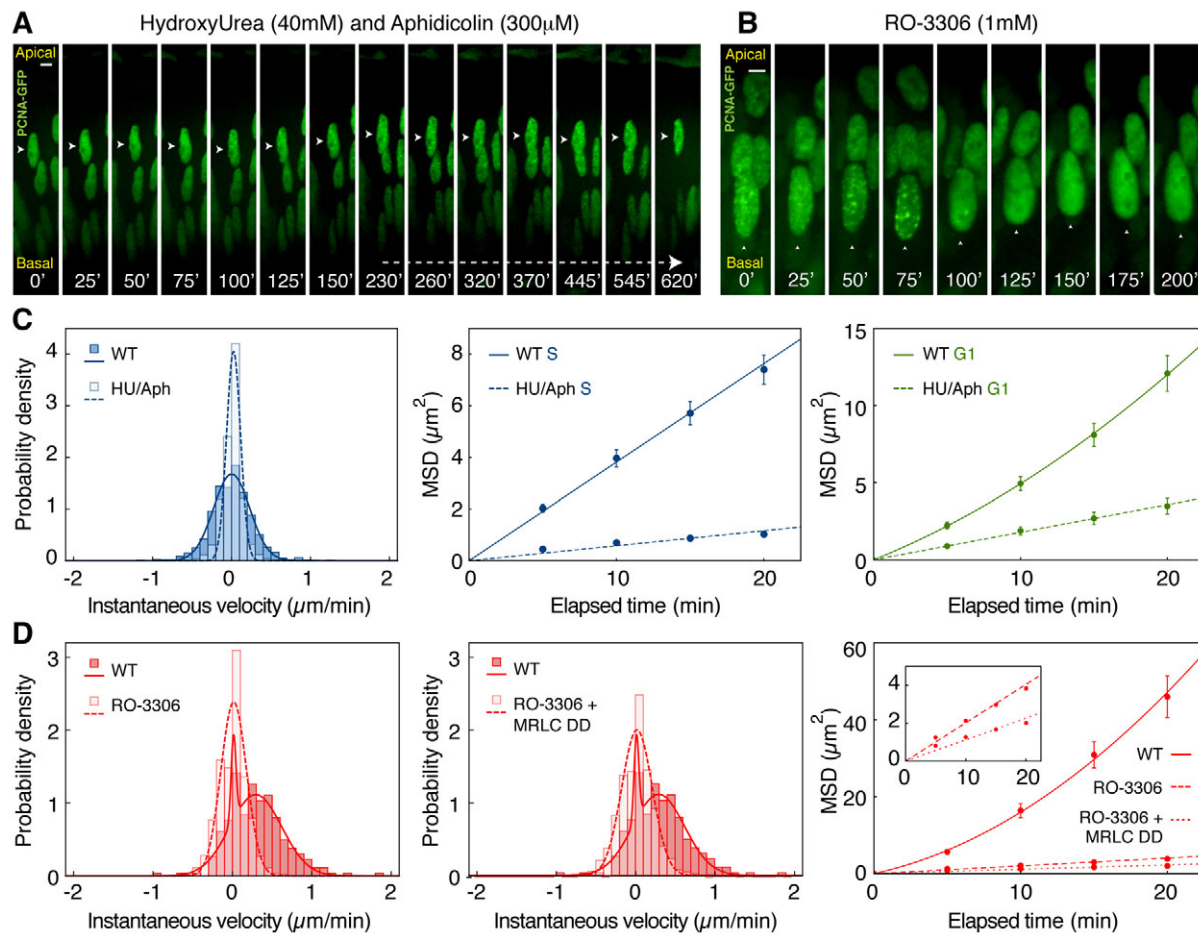 A
HydroxyUrea (40mM) and Aphidicolin (300µM)
Apical
PCNA-GFP
Basal
0' 25' 50' 75' 100' 125' 150' 230' 260' 320' 370' 445' 545' 620'
B
RO-3306 (1mM)
Apical
PCNA-GFP
Basal
0' 25' 50' 75' 100' 125' 150' 175' 200'
C
Probability density
4
3
2
1
0
WT
HU/Aph
-2 -1 0 1 2
Instantaneous velocity (µm/min)
MSD (µm²)
8
6
4
2
0
WT S
HU/Aph S
0 10 20
Elapsed time (min)
MSD (µm²)
15
10
5
0
WT G1
HU/Aph G1
0 10 20
Elapsed time (min)
D
Probability density
3
2
1
0
WT
RO-3306
-2 -1 0 1 2
Instantaneous velocity (µm/min)
Probability density
3
2
1
0
WT
RO-3306 +
MRLC DD
-2 -1 0 1 2
Instantaneous velocity (µm/min)
MSD (µm²)
60
40
20
0
4
2
0
0 10 20
WT
RO-3306
RO-3306 +
MRLC DD
0 10 20
Elapsed time (min)